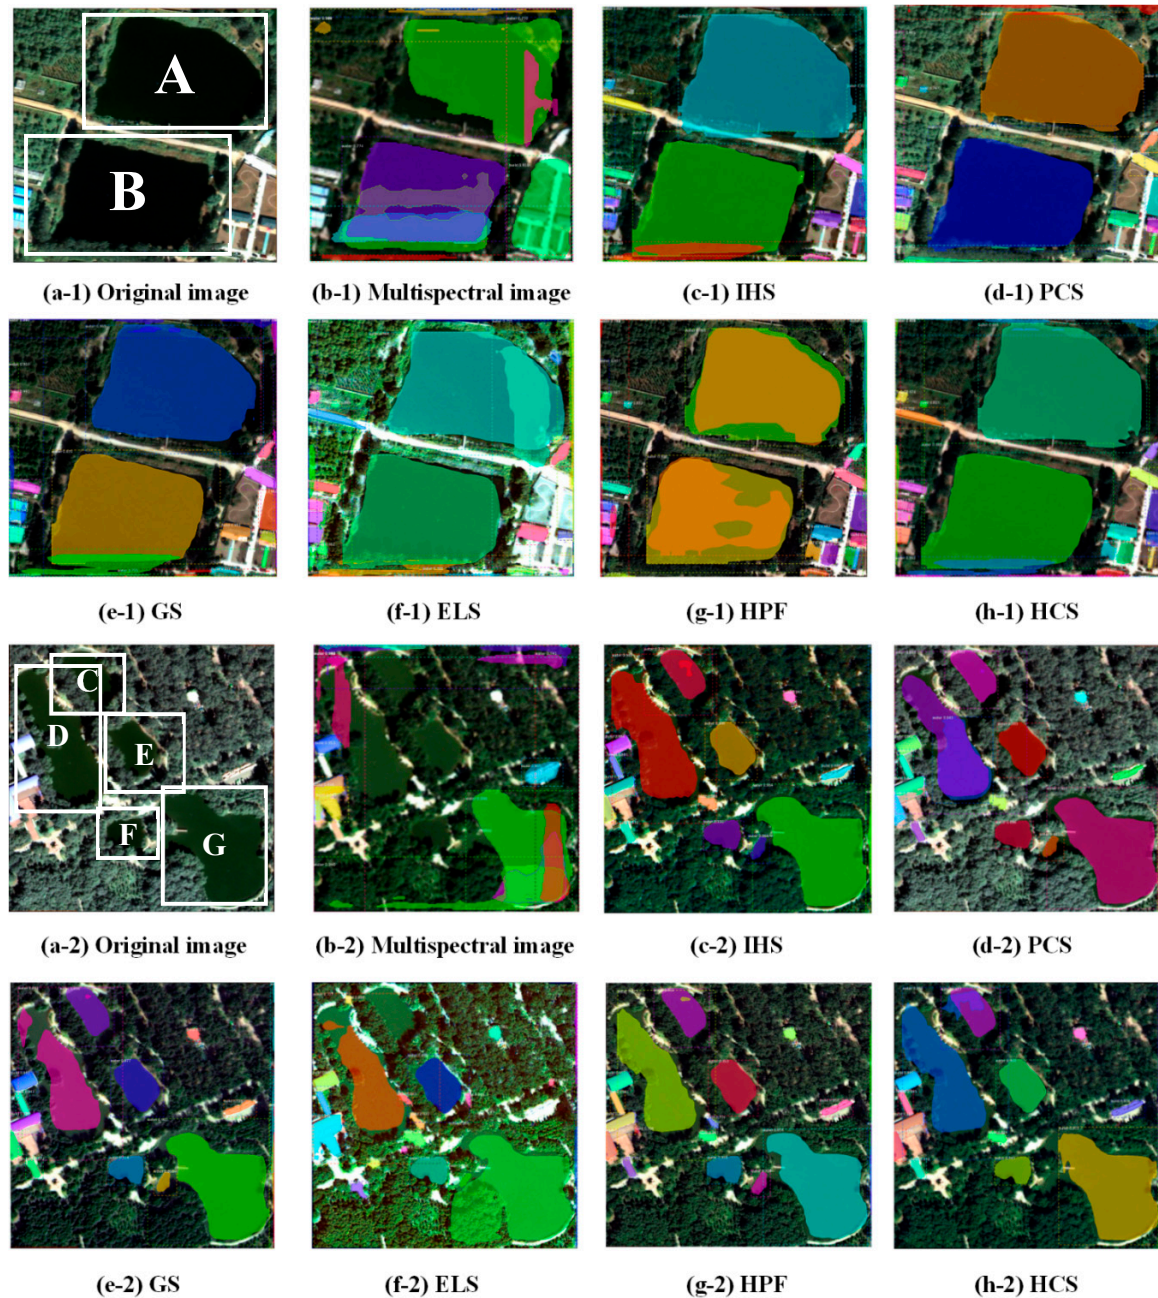 A
B
(a-1) Original image
(b-1) Multispectral image
(c-1) IHS
(d-1) PCS
(e-1) GS
(f-1) ELS
(g-1) HPF
(h-1) HCS
C
D
E
F
G
(a-2) Original image
(b-2) Multispectral image
(c-2) IHS
(d-2) PCS
(e-2) GS
(f-2) ELS
(g-2) HPF
(h-2) HCS